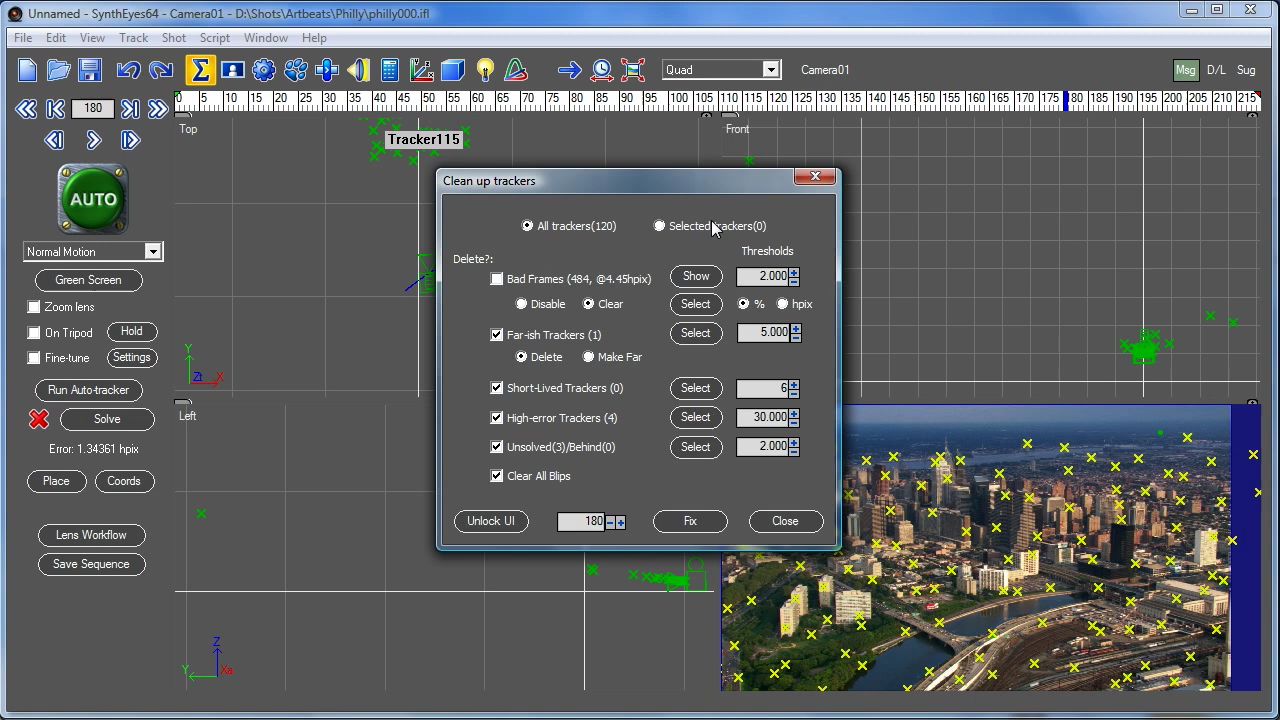 Unnamed - SynthEyes64 - Camera01 - D:\Shots\Artbeats\Philly\philly000.ifl
File Edit View Track Shot Script Window Help
Quad Camera01 Msg D/L Sug
180 0 5 10 15 20 25 30 35 40 45 50 55 60 65 70 75 80 85 90 95 100 105 110 115 120 125 130 135 140 145 150 155 160 165 170 175 180 185 190 195 200 205 210 215
Top Front
Tracker115
AUTO
Normal Motion
Green Screen
Zoom lens
On Tripod Hold
Fine-tune Settings
Run Auto-tracker
Solve
Error: 1.34361 hpix
Place Coords
Lens Workflow
Save Sequence
Y
Zt X
Left
Z
Y Xa
Clean up trackers
All trackers(120) Selected trackers(0)
Thresholds
Delete?:
Bad Frames (484, @4.45hpix) Show 2.000
Disable Clear Select % hpix
Far-ish Trackers (1) Select 5.000
Delete Make Far
Short-Lived Trackers (0) Select 6
High-error Trackers (4) Select 30.000
Unsolved(3)/Behind(0) Select 2.000
Clear All Blips
Unlock UI 180 Fix Close